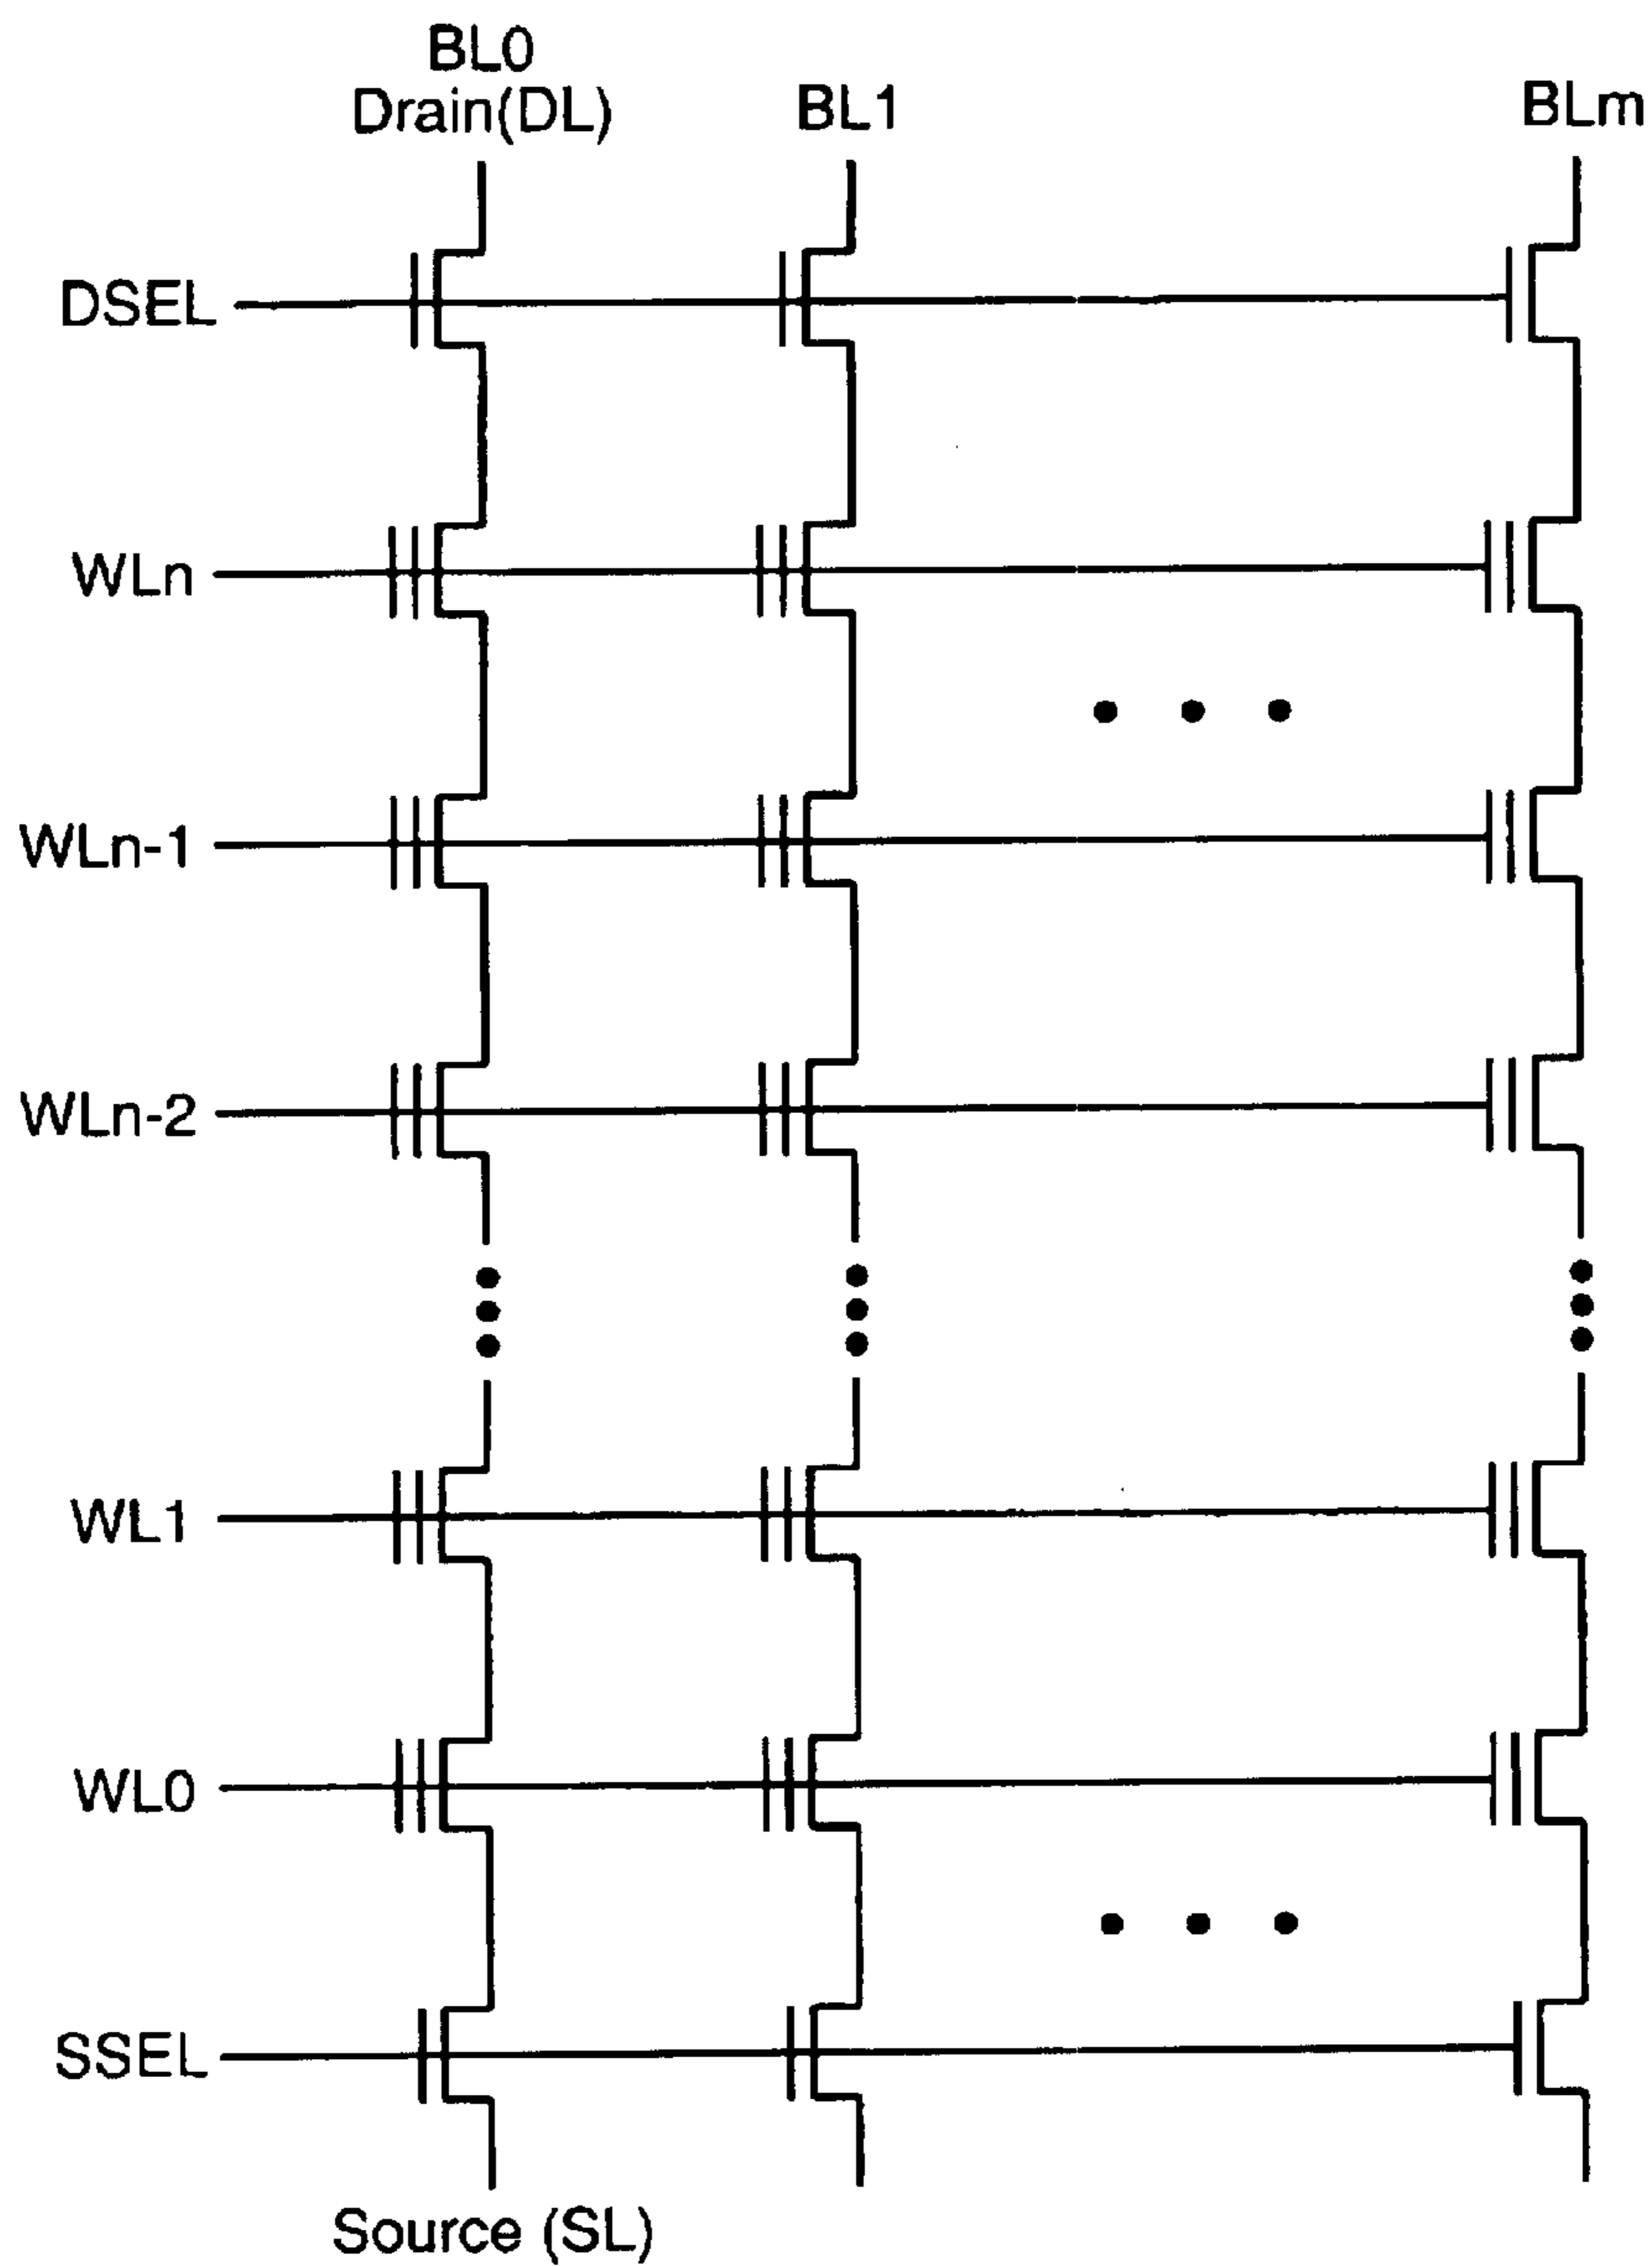 BL0
Drain(DL)
BL1
BLm
DSEL
WLn
WLn-1
WLn-2
WL1
WL0
SSEL
Source (SL)